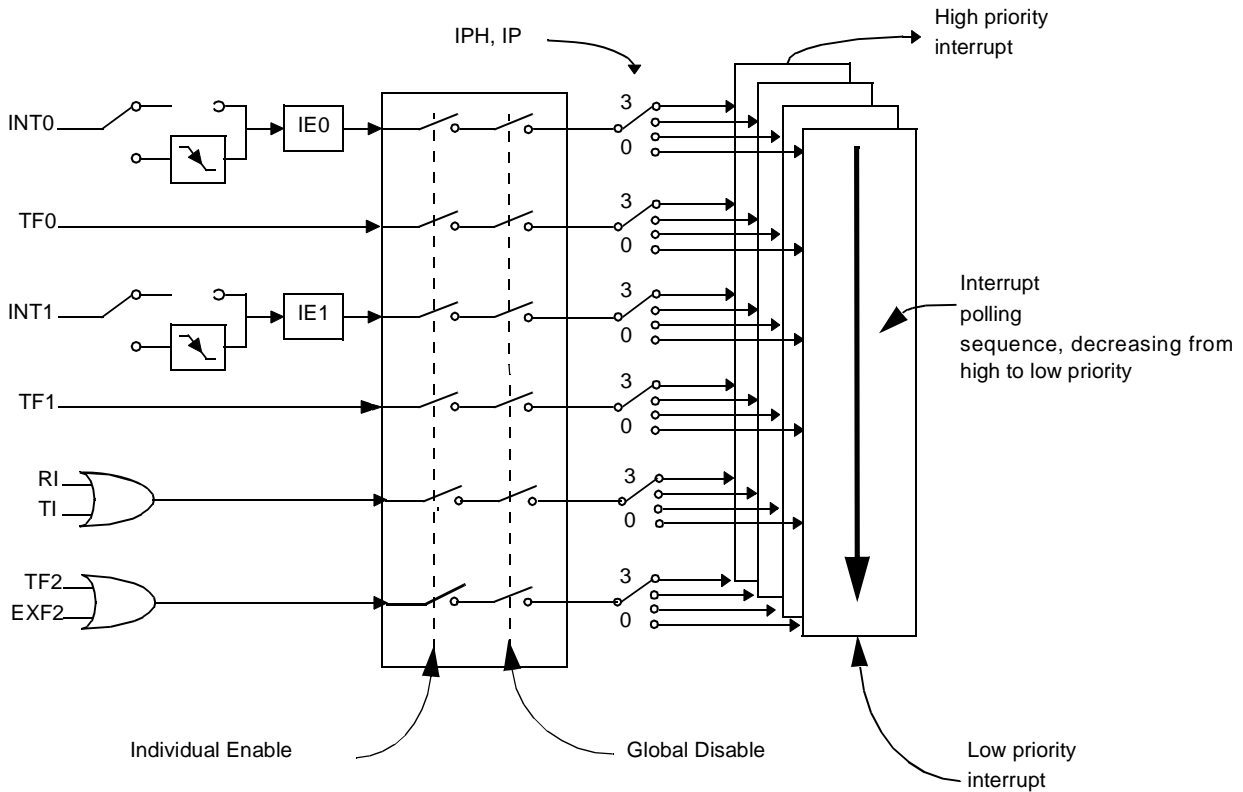 High priority
interrupt
IPH, IP
INT0
IE0
3
0
TF0
3
0
INT1
IE1
3
0
Interrupt
polling
sequence, decreasing from
high to low priority
TF1
3
0
RI
TI
3
0
TF2
EXF2
3
0
Individual Enable
Global Disable
Low priority
interrupt